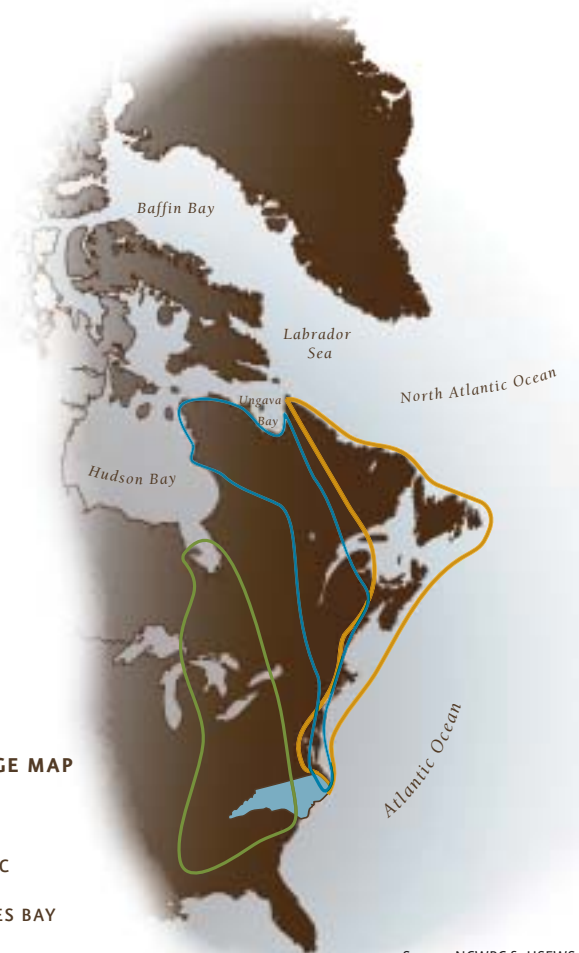 Baffin Bay
Labrador
Sea
North Atlantic Ocean
Ungava
Bay
Hudson Bay
Atlantic Ocean
GE MAP
C
ES BAY